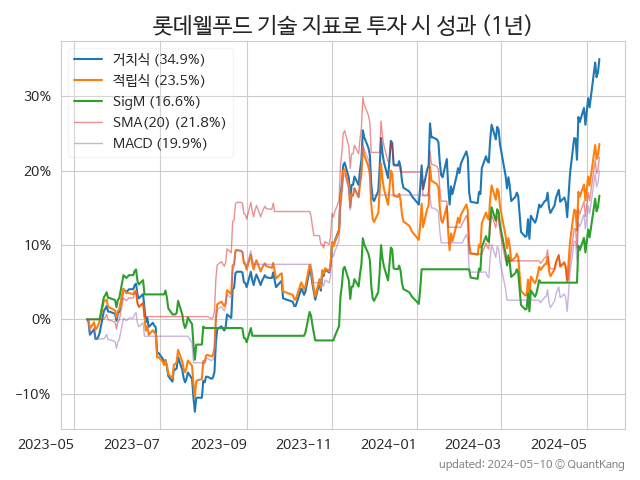 롯데웰푸드 기술 지표로 투자 시 성과 (1년)
거치식 (34.9%)
적립식 (23.5%)
SigM (16.6%)
SMA(20) (21.8%)
MACD (19.9%)
30%
20%
10%
0%
−10%
2023-05 2023-07 2023-09 2023-11 2024-01 2024-03 2024-05
updated: 2024-05-10 ⓒ QuantKang